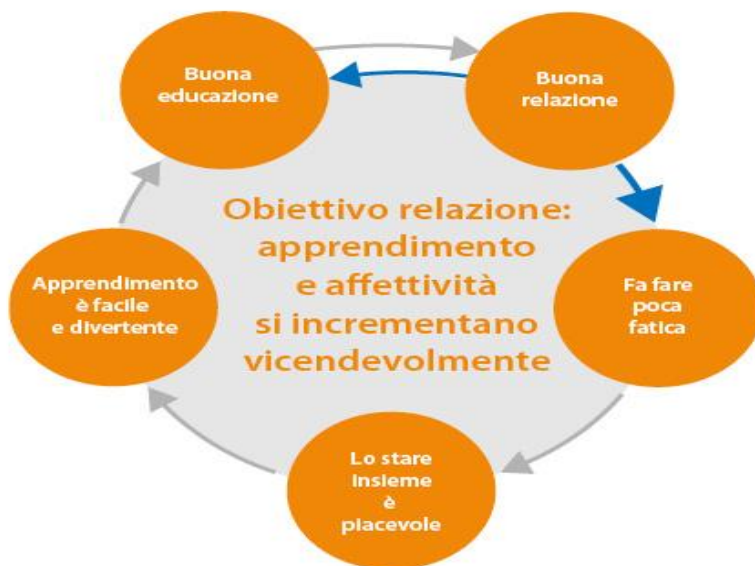 Buona
educazione
Buona
relazione
Obiettivo relazione:
apprendimento
e affettività
si incrementano
vicendevolmente
Apprendimento
è facile
e divertente
Fa fare
poca
fatica
Lo stare
insieme
è
piacevole